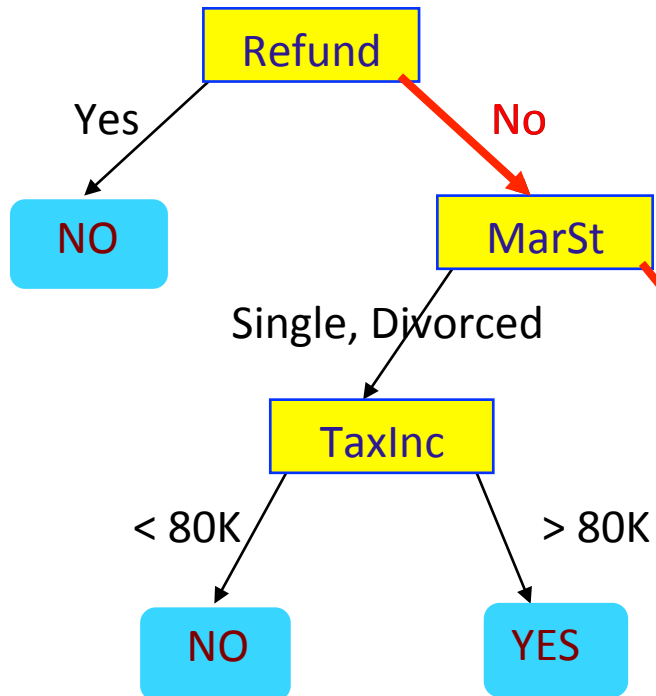 Refund
Yes
No
NO
MarSt
Single, Divorced
TaxInc
< 80K
> 80K
NO
YES